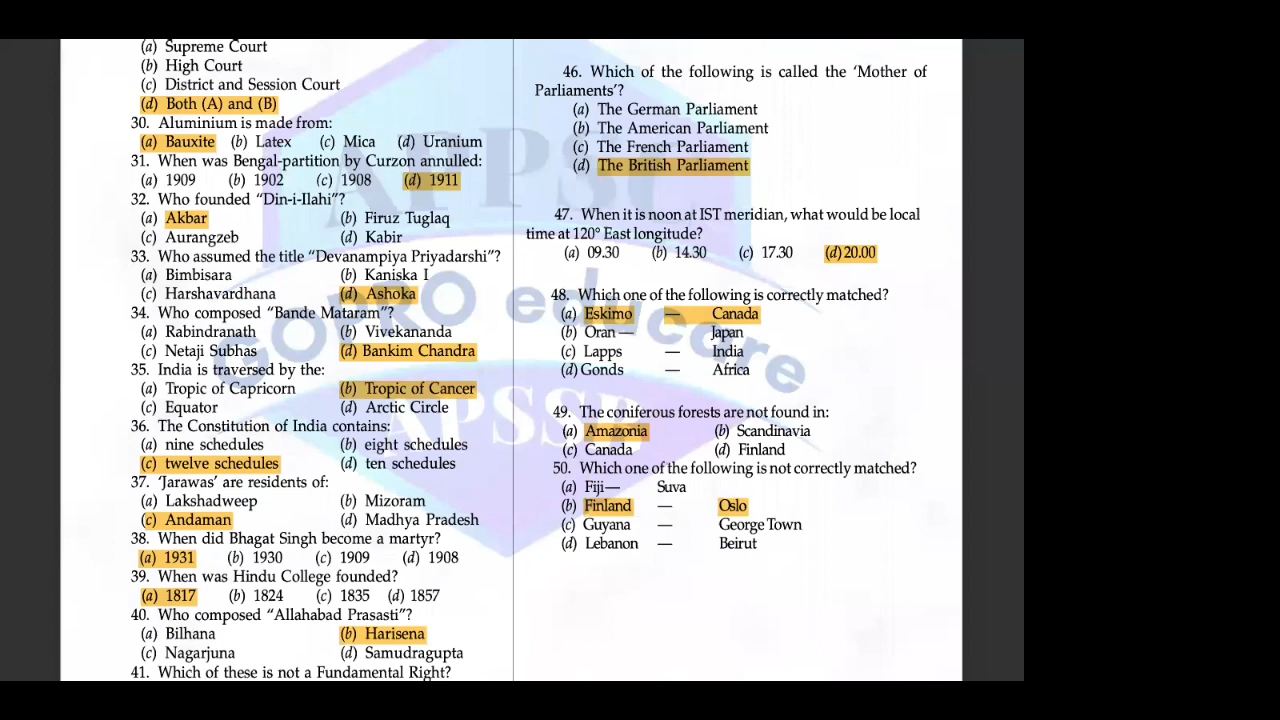 (a) Supreme Court
(b) High Court
(c) District and Session Court
(d) Both (A) and (B)
30. Aluminium is made from:
(a) Bauxite (b) Latex (c) Mica (d) Uranium
31. When was Bengal-partition by Curzon annulled:
(a) 1909 (b) 1902 (c) 1908 (d) 1911
32. Who founded “Din-i-Ilahi”?
(a) Akbar (b) Firuz Tuglaq
(c) Aurangzeb (d) Kabir
33. Who assumed the title “Devanampiya Priyadarshi”?
(a) Bimbisara (b) Kaniska I
(c) Harshavardhana (d) Ashoka
34. Who composed “Bande Mataram”?
(a) Rabindranath (b) Vivekananda
(c) Netaji Subhas (d) Bankim Chandra
35. India is traversed by the:
(a) Tropic of Capricorn (b) Tropic of Cancer
(c) Equator (d) Arctic Circle
36. The Constitution of India contains:
(a) nine schedules (b) eight schedules
(c) twelve schedules (d) ten schedules
37. ‘Jarawas’ are residents of:
(a) Lakshadweep (b) Mizoram
(c) Andaman (d) Madhya Pradesh
38. When did Bhagat Singh become a martyr?
(a) 1931 (b) 1930 (c) 1909 (d) 1908
39. When was Hindu College founded?
(a) 1817 (b) 1824 (c) 1835 (d) 1857
40. Who composed “Allahabad Prasasti”?
(a) Bilhana (b) Harisena
(c) Nagarjuna (d) Samudragupta
41. Which of these is not a Fundamental Right?
46. Which of the following is called the ‘Mother of
Parliaments’?
(a) The German Parliament
(b) The American Parliament
(c) The French Parliament
(d) The British Parliament
47. When it is noon at IST meridian, what would be local
time at 120° East longitude?
(a) 09.30 (b) 14.30 (c) 17.30 (d) 20.00
48. Which one of the following is correctly matched?
(a) Eskimo — Canada
(b) Oran — Japan
(c) Lapps — India
(d) Gonds — Africa
49. The coniferous forests are not found in:
(a) Amazonia (b) Scandinavia
(c) Canada (d) Finland
50. Which one of the following is not correctly matched?
(a) Fiji— Suva
(b) Finland — Oslo
(c) Guyana — George Town
(d) Lebanon — Beirut
APPSC
GOPRO educare
APSSB